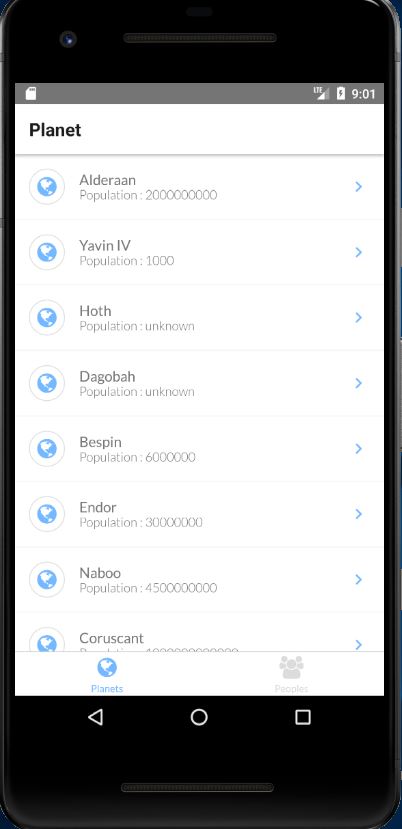 LTE 9:01
Planet
Alderaan
Population : 2000000000
Yavin IV
Population : 1000
Hoth
Population : unknown
Dagobah
Population : unknown
Bespin
Population : 6000000
Endor
Population : 30000000
Naboo
Population : 4500000000
Coruscant
Population :
Planets
Peoples